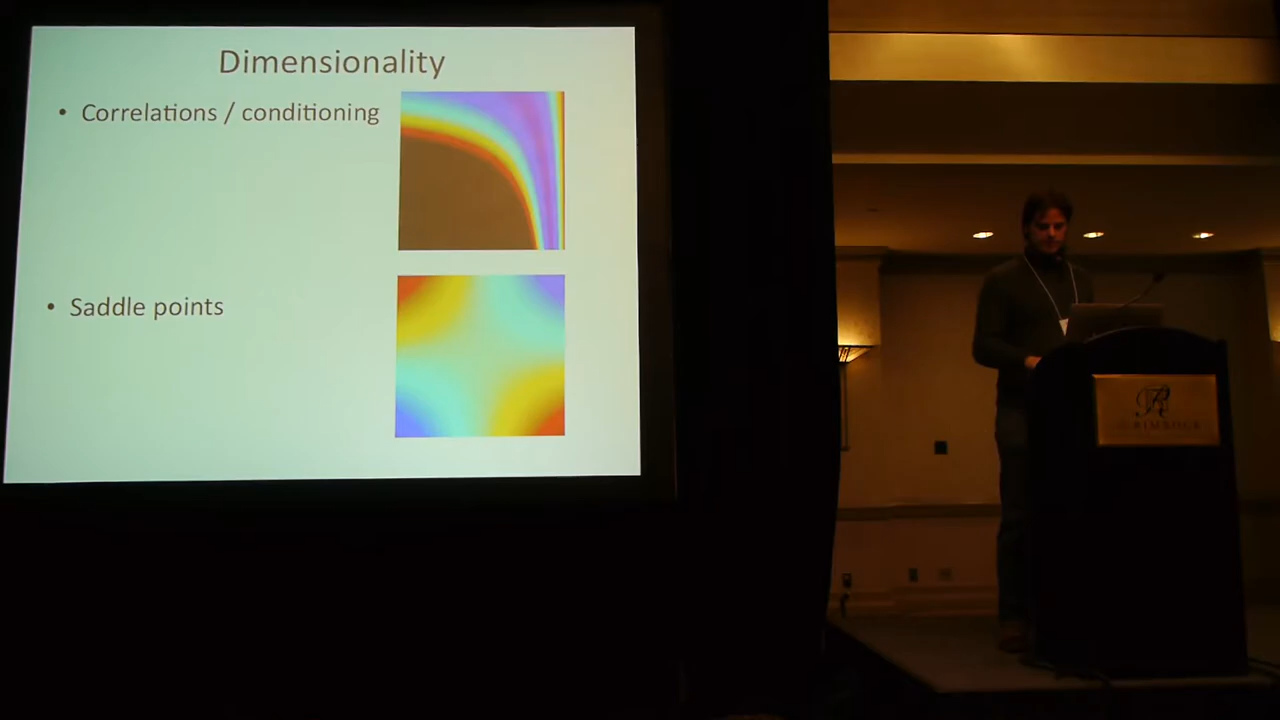 Dimensionality
• Correlations / conditioning
• Saddle points